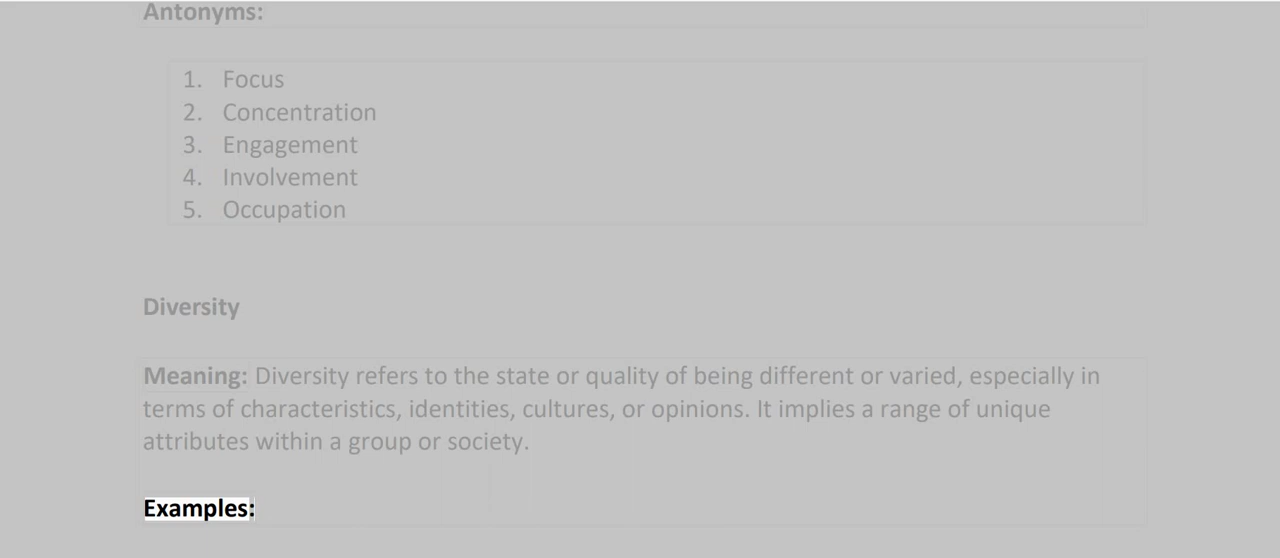 Antonyms:
1. Focus
2. Concentration
3. Engagement
4. Involvement
5. Occupation
Diversity
Meaning: Diversity refers to the state or quality of being different or varied, especially in
terms of characteristics, identities, cultures, or opinions. It implies a range of unique
attributes within a group or society.
Examples: